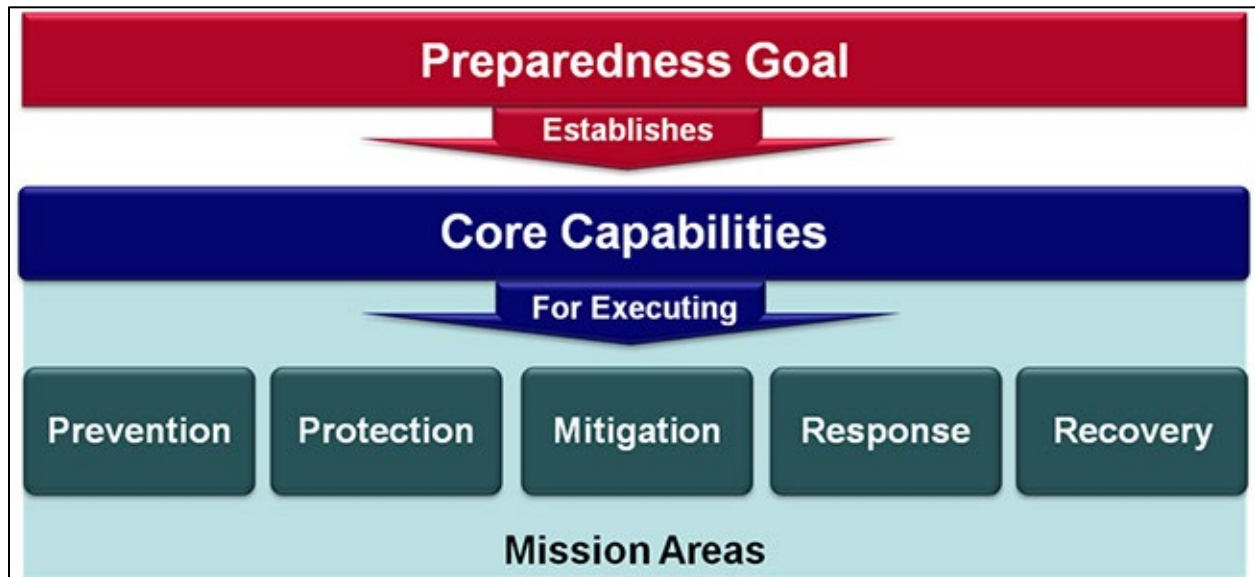 Preparedness Goal
Establishes
Core Capabilities
For Executing
Prevention
Protection
Mitigation
Response
Recovery
Mission Areas